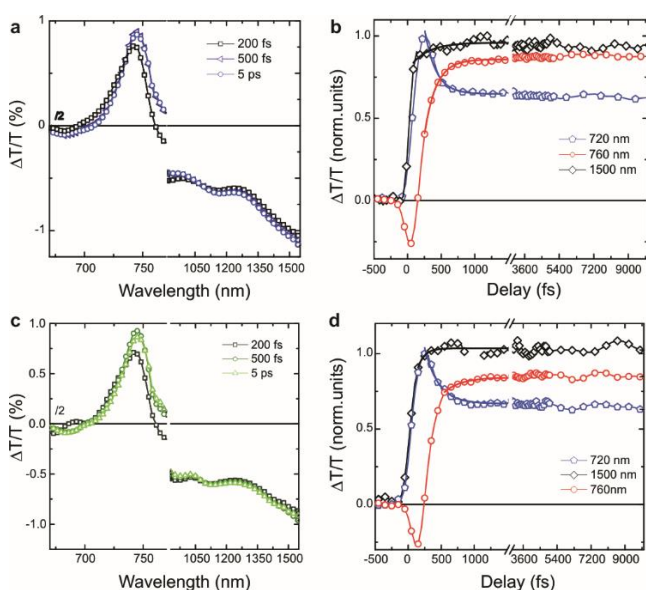 a
1
0
-1
ΔT/T (%)
/2
200 fs
500 fs
5 ps
700 750 1050 1200 1350 1500
Wavelength (nm)
b
1.0
0.5
0.0
ΔT/T (norm.units)
720 nm
760 nm
1500 nm
-500 0 500 1000 3600 5400 7200 9000
Delay (fs)
c
1.0
0.5
0.0
-0.5
-1.0
ΔT/T (%)
/2
200 fs
500 fs
5 ps
700 750 1050 1200 1350 1500
Wavelength (nm)
d
1.0
0.5
0.0
ΔT/T (norm.units)
720 nm
1500 nm
760nm
-500 0 500 1000 3600 5400 7200 9000
Delay (fs)